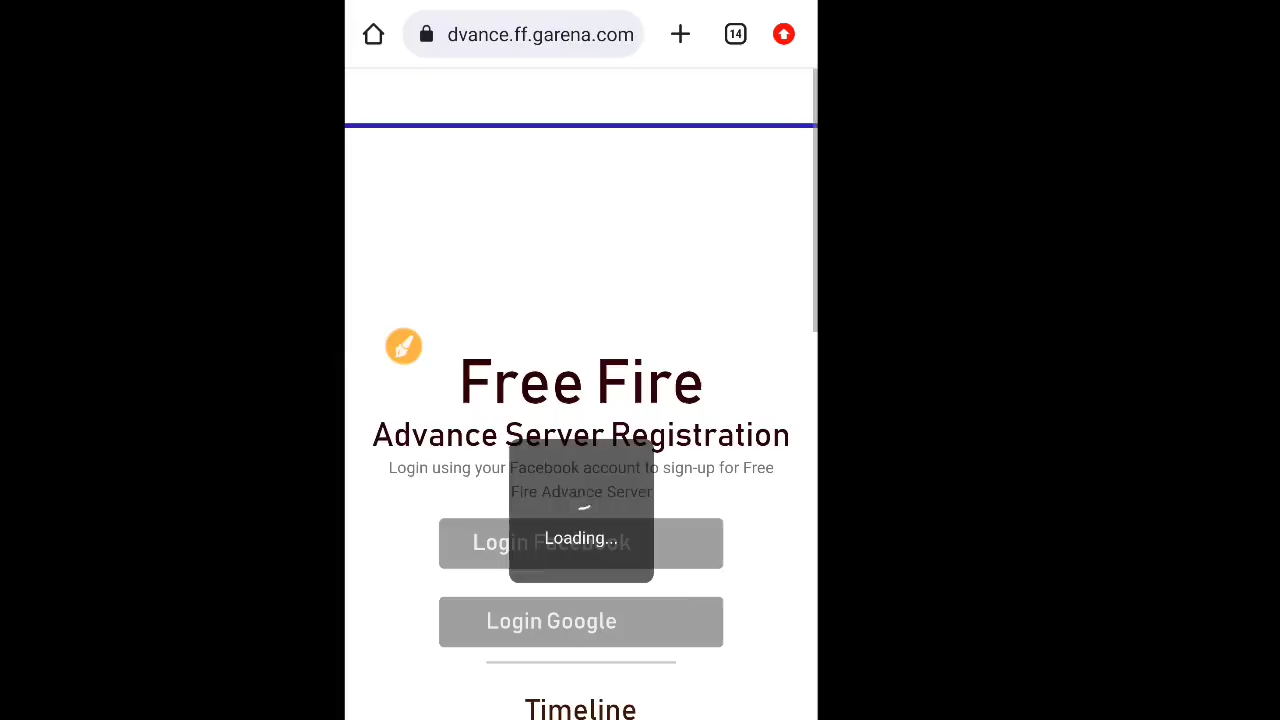 dvance.ff.garena.com
14
Free Fire
Advance Server Registration
Login using your Facebook account to sign-up for Free
Fire Advance Server
Login Facebook
Loading...
Login Google
Timeline